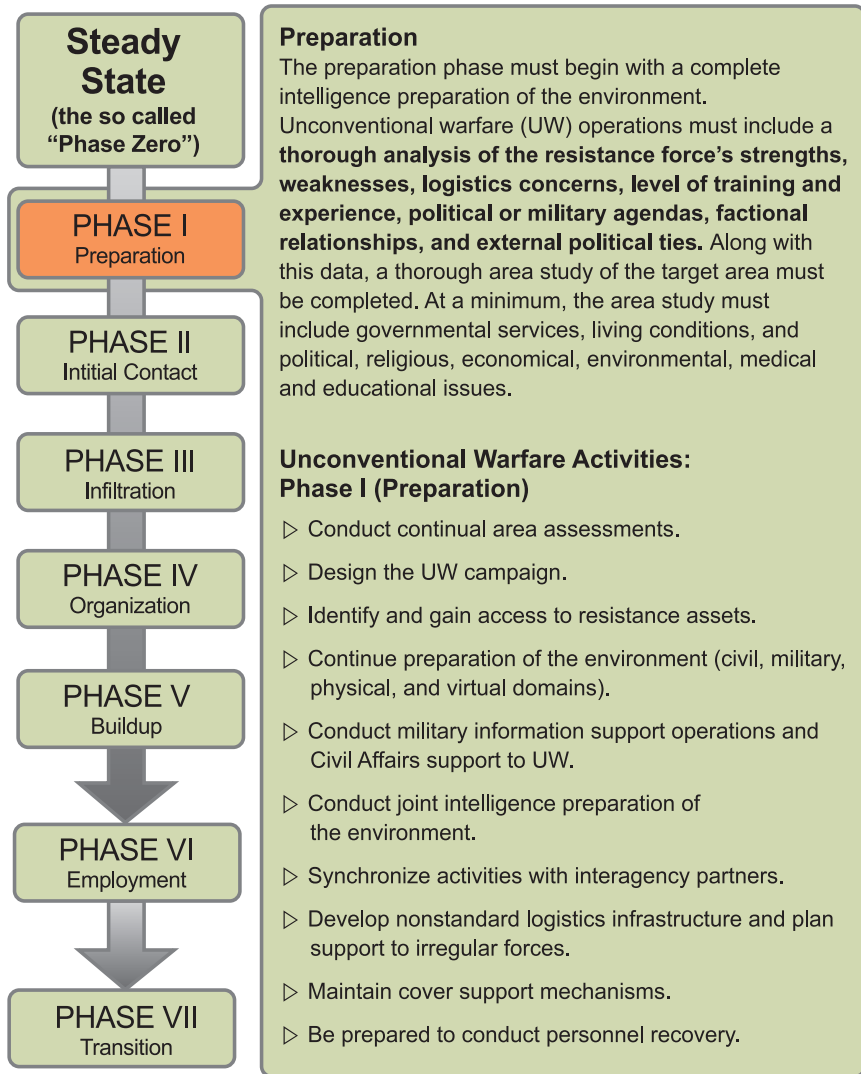 Steady
State
(the so called
“Phase Zero”)
PHASE I
Preparation
PHASE II
Intitial Contact
PHASE III
Infiltration
PHASE IV
Organization
PHASE V
Buildup
PHASE VI
Employment
PHASE VII
Transition
Preparation
The preparation phase must begin with a complete
intelligence preparation of the environment.
Unconventional warfare (UW) operations must include a
thorough analysis of the resistance force’s strengths,
weaknesses, logistics concerns, level of training and
experience, political or military agendas, factional
relationships, and external political ties. Along with
this data, a thorough area study of the target area must
be completed. At a minimum, the area study must
include governmental services, living conditions, and
political, religious, economical, environmental, medical
and educational issues.
Unconventional Warfare Activities:
Phase I (Preparation)
▷ Conduct continual area assessments.
▷ Design the UW campaign.
▷ Identify and gain access to resistance assets.
▷ Continue preparation of the environment (civil, military,
physical, and virtual domains).
▷ Conduct military information support operations and
Civil Affairs support to UW.
▷ Conduct joint intelligence preparation of
the environment.
▷ Synchronize activities with interagency partners.
▷ Develop nonstandard logistics infrastructure and plan
support to irregular forces.
▷ Maintain cover support mechanisms.
▷ Be prepared to conduct personnel recovery.